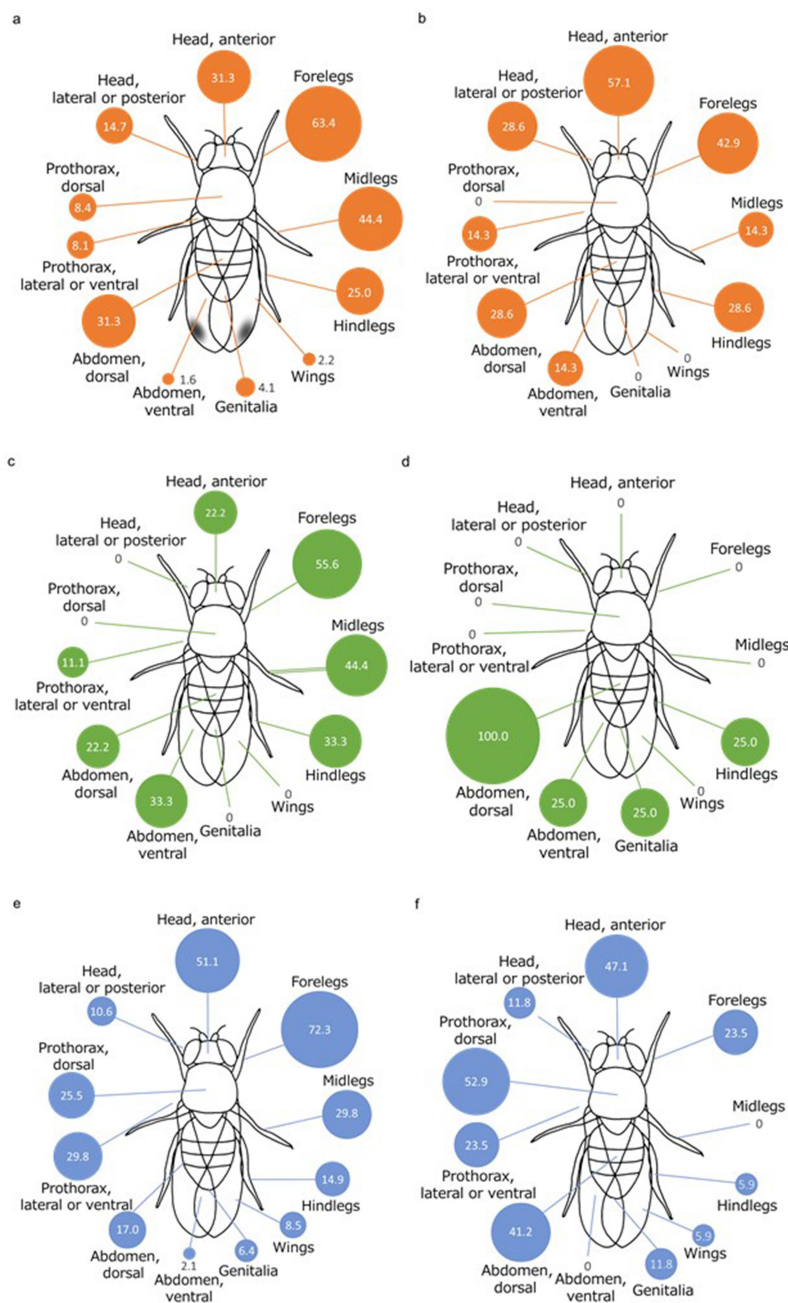 a
Head, anterior
31.3
Head,
lateral or posterior
14.7
Forelegs
63.4
Prothorax,
dorsal
8.4
Midlegs
44.4
8.1
Prothorax,
lateral or ventral
25.0
Hindlegs
31.3
Abdomen,
dorsal
1.6
Abdomen,
ventral
4.1
Genitalia
2.2
Wings
b
Head, anterior
57.1
Head,
lateral or posterior
28.6
Forelegs
42.9
Prothorax,
dorsal
0
Midlegs
14.3
14.3
Prothorax,
lateral or ventral
28.6
Hindlegs
28.6
Abdomen,
dorsal
14.3
Abdomen,
ventral
0
Genitalia
0
Wings
c
Head, anterior
22.2
Head,
lateral or posterior
0
Forelegs
55.6
Prothorax,
dorsal
0
Midlegs
44.4
11.1
Prothorax,
lateral or ventral
33.3
Hindlegs
22.2
Abdomen,
dorsal
33.3
Abdomen,
ventral
0
Genitalia
0
Wings
d
Head, anterior
0
Head,
lateral or posterior
0
Forelegs
0
Prothorax,
dorsal
0
Midlegs
0
0
Prothorax,
lateral or ventral
25.0
Hindlegs
100.0
Abdomen,
dorsal
25.0
Abdomen,
ventral
25.0
Genitalia
0
Wings
e
Head, anterior
51.1
Head,
lateral or posterior
10.6
Forelegs
72.3
Prothorax,
dorsal
25.5
Midlegs
29.8
29.8
Prothorax,
lateral or ventral
14.9
Hindlegs
17.0
Abdomen,
dorsal
2.1
Abdomen,
ventral
6.4
Genitalia
8.5
Wings
f
Head, anterior
47.1
Head,
lateral or posterior
11.8
Forelegs
23.5
Prothorax,
dorsal
52.9
Midlegs
0
23.5
Prothorax,
lateral or ventral
5.9
Hindlegs
41.2
Abdomen,
dorsal
0
Abdomen,
ventral
11.8
Genitalia
5.9
Wings